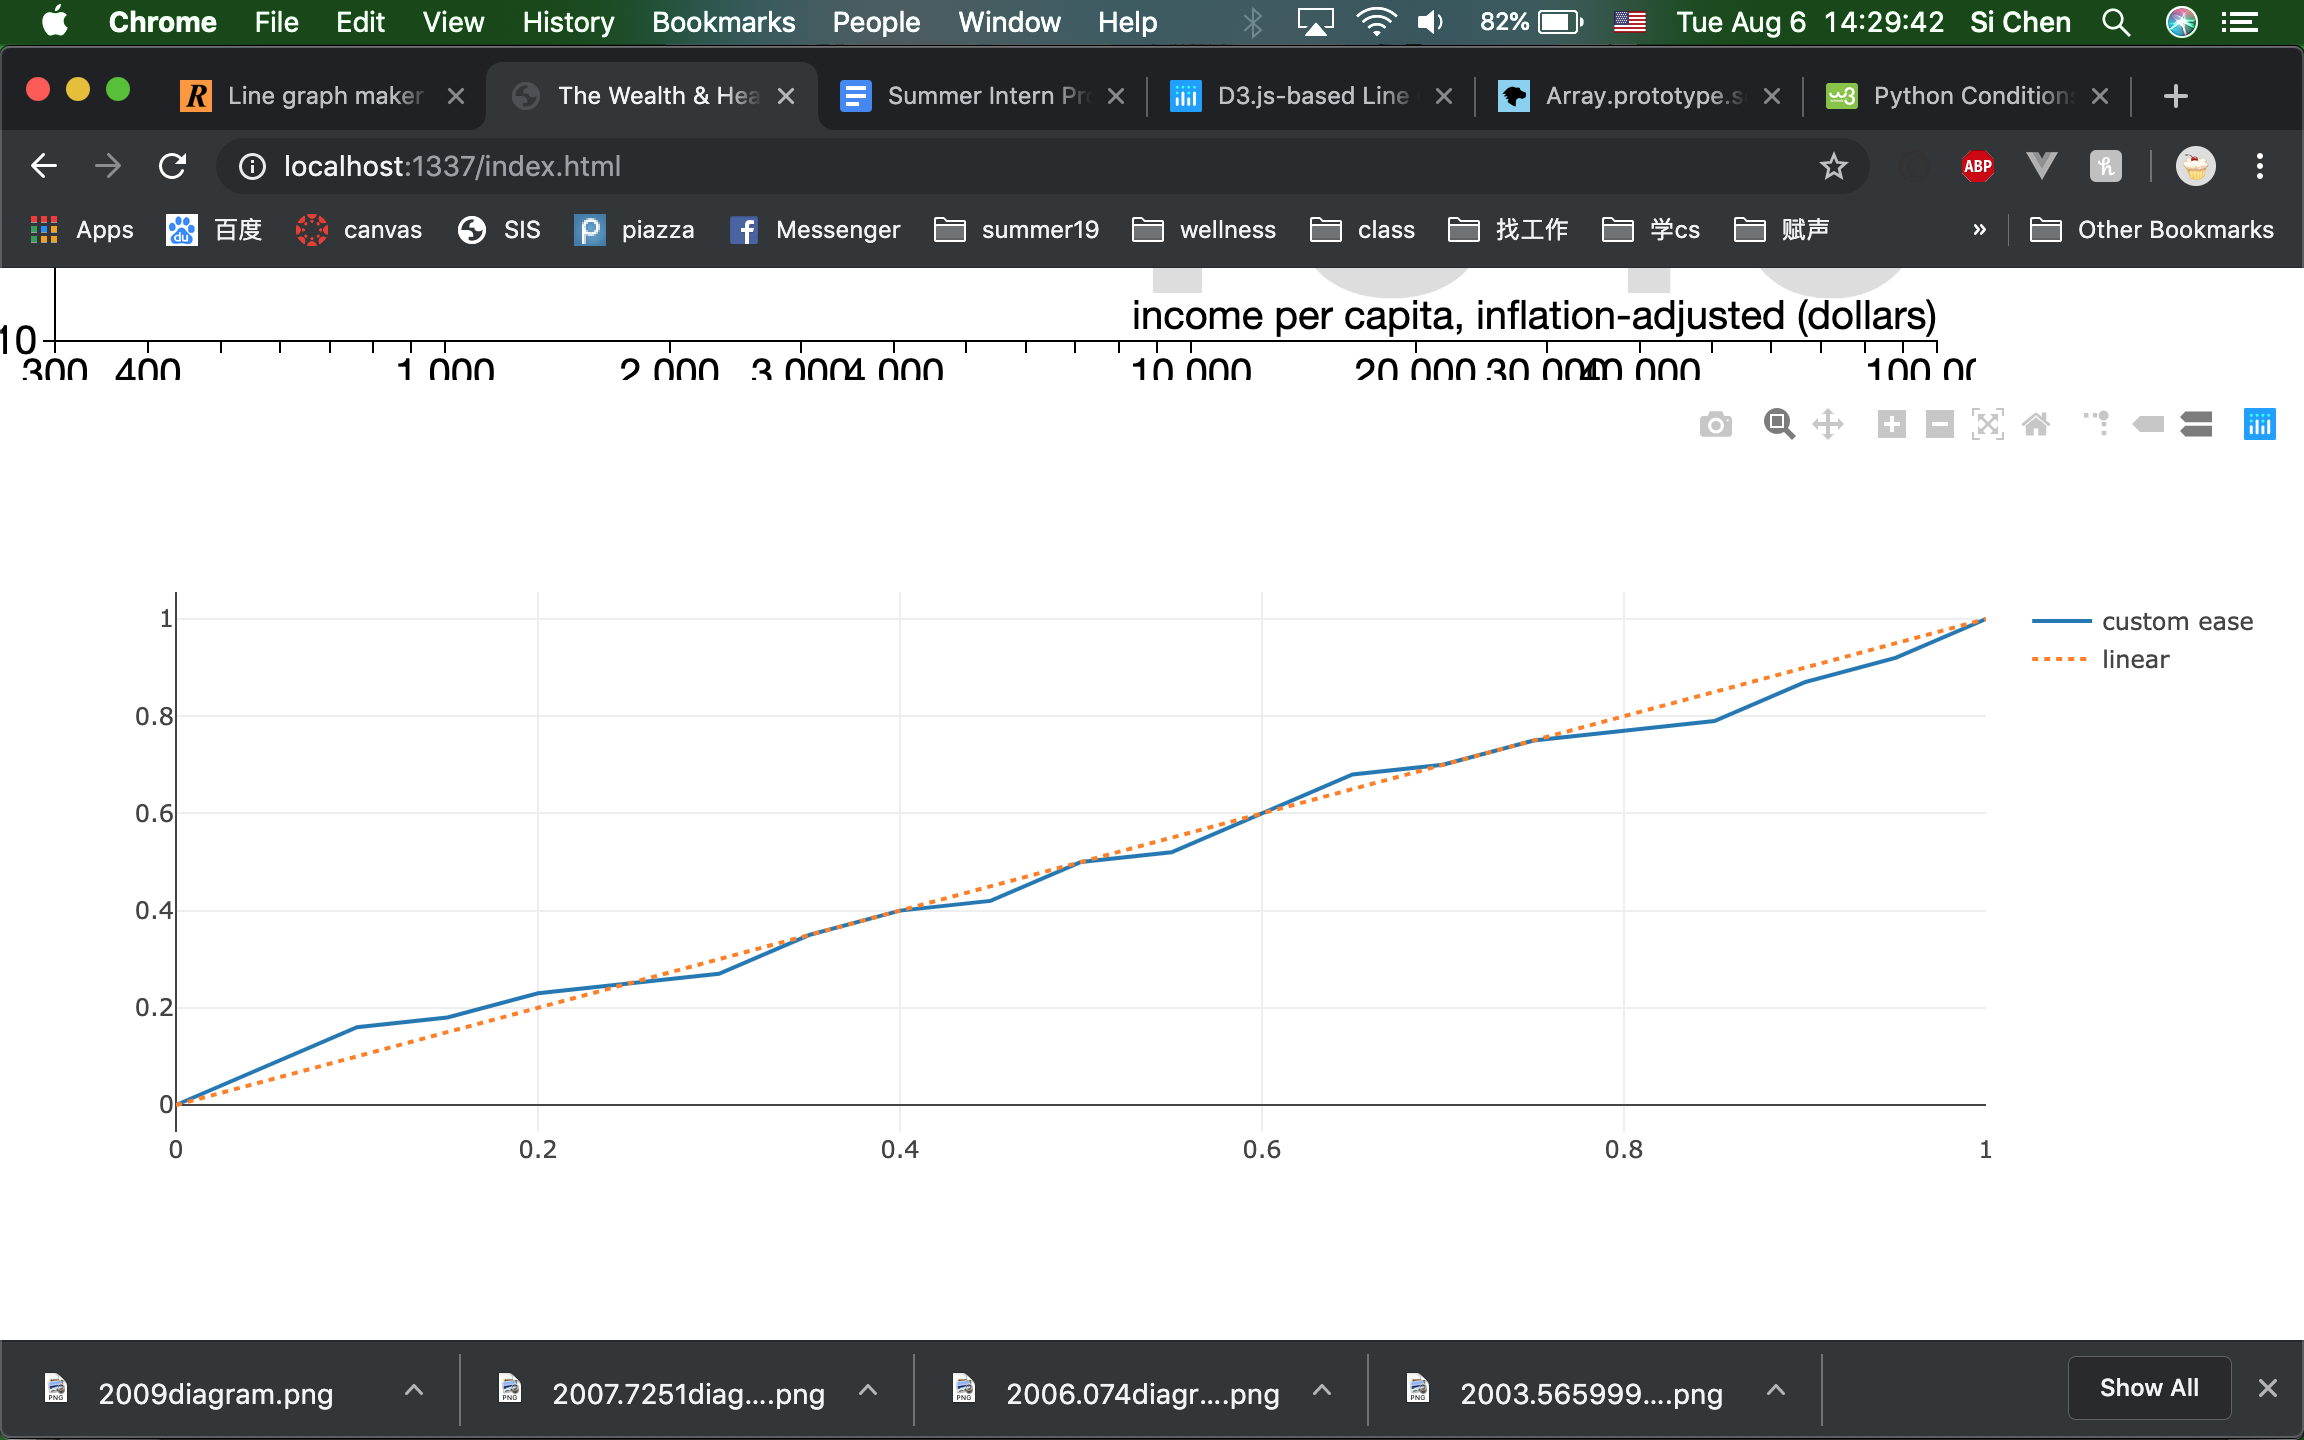 Chrome File Edit View History Bookmarks People Window Help 82% Tue Aug 6 14:29:42 Si Chen
R Line graph maker The Wealth & Hea Summer Intern Pr D3.js-based Line Array.prototype.s w3 Python Condition
localhost:1337/index.html ABP
Apps du 百度 canvas SIS piazza Messenger summer19 wellness class 找工作 学cs 赋声 » Other Bookmarks
income per capita, inflation-adjusted (dollars)
10
300 400 1 000 2 000 3 000 4 000 10 000 20 000 30 000 40 000 100 00
1
custom ease
linear
0.8
0.6
0.4
0.2
0
0 0.2 0.4 0.6 0.8 1
2009diagram.png 2007.7251diag....png 2006.074diagr....png 2003.565999....png Show All